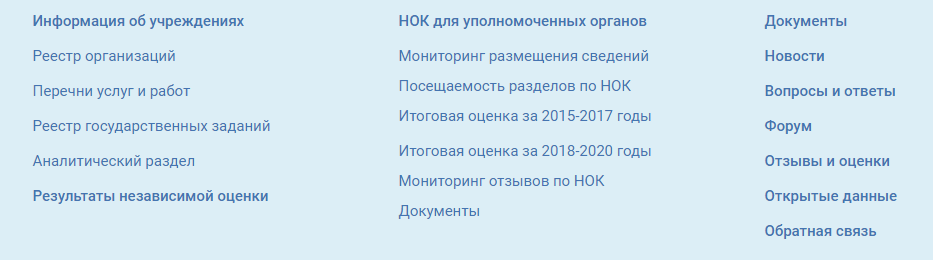 Информация об учреждениях
Реестр организаций
Перечни услуг и работ
Реестр государственных заданий
Аналитический раздел
Результаты независимой оценки
НОК для уполномоченных органов
Мониторинг размещения сведений
Посещаемость разделов по НОК
Итоговая оценка за 2015-2017 годы
Итоговая оценка за 2018-2020 годы
Мониторинг отзывов по НОК
Документы
Документы
Новости
Вопросы и ответы
Форум
Отзывы и оценки
Открытые данные
Обратная связь